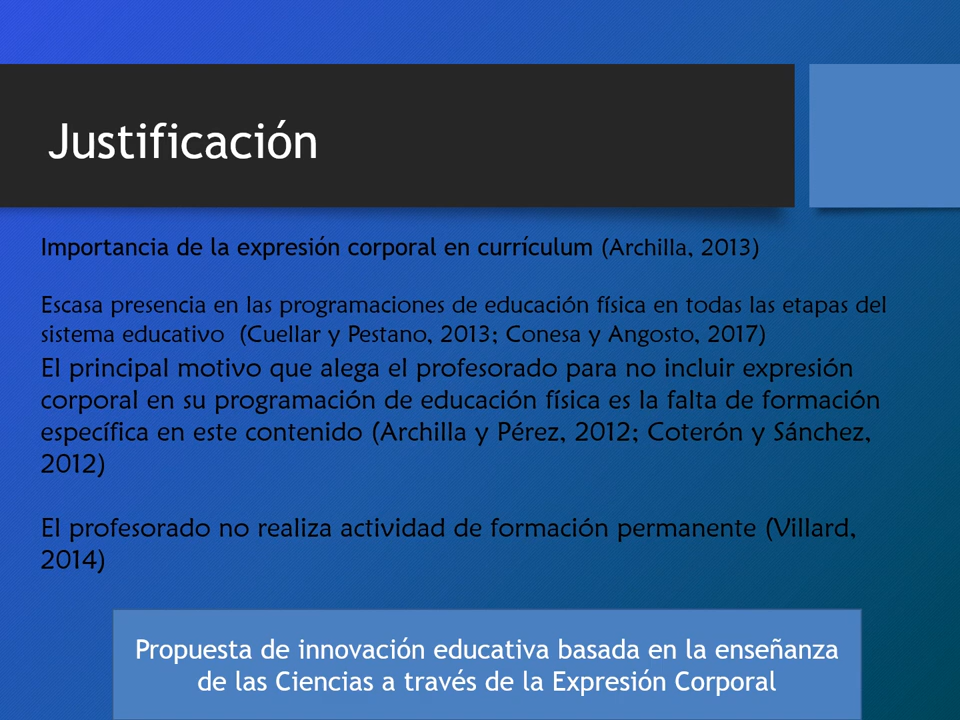 Justificación
Importancia de la expresión corporal en currículum (Archilla, 2013)
Escasa presencia en las programaciones de educación física en todas las etapas del
sistema educativo (Cuellar y Pestano, 2013; Conesa y Angosto, 2017)
El principal motivo que alega el profesorado para no incluir expresión
corporal en su programación de educación física es la falta de formación
específica en este contenido (Archilla y Pérez, 2012; Coterón y Sánchez,
2012)
El profesorado no realiza actividad de formación permanente (Villard,
2014)
Propuesta de innovación educativa basada en la enseñanza
de las Ciencias a través de la Expresión Corporal